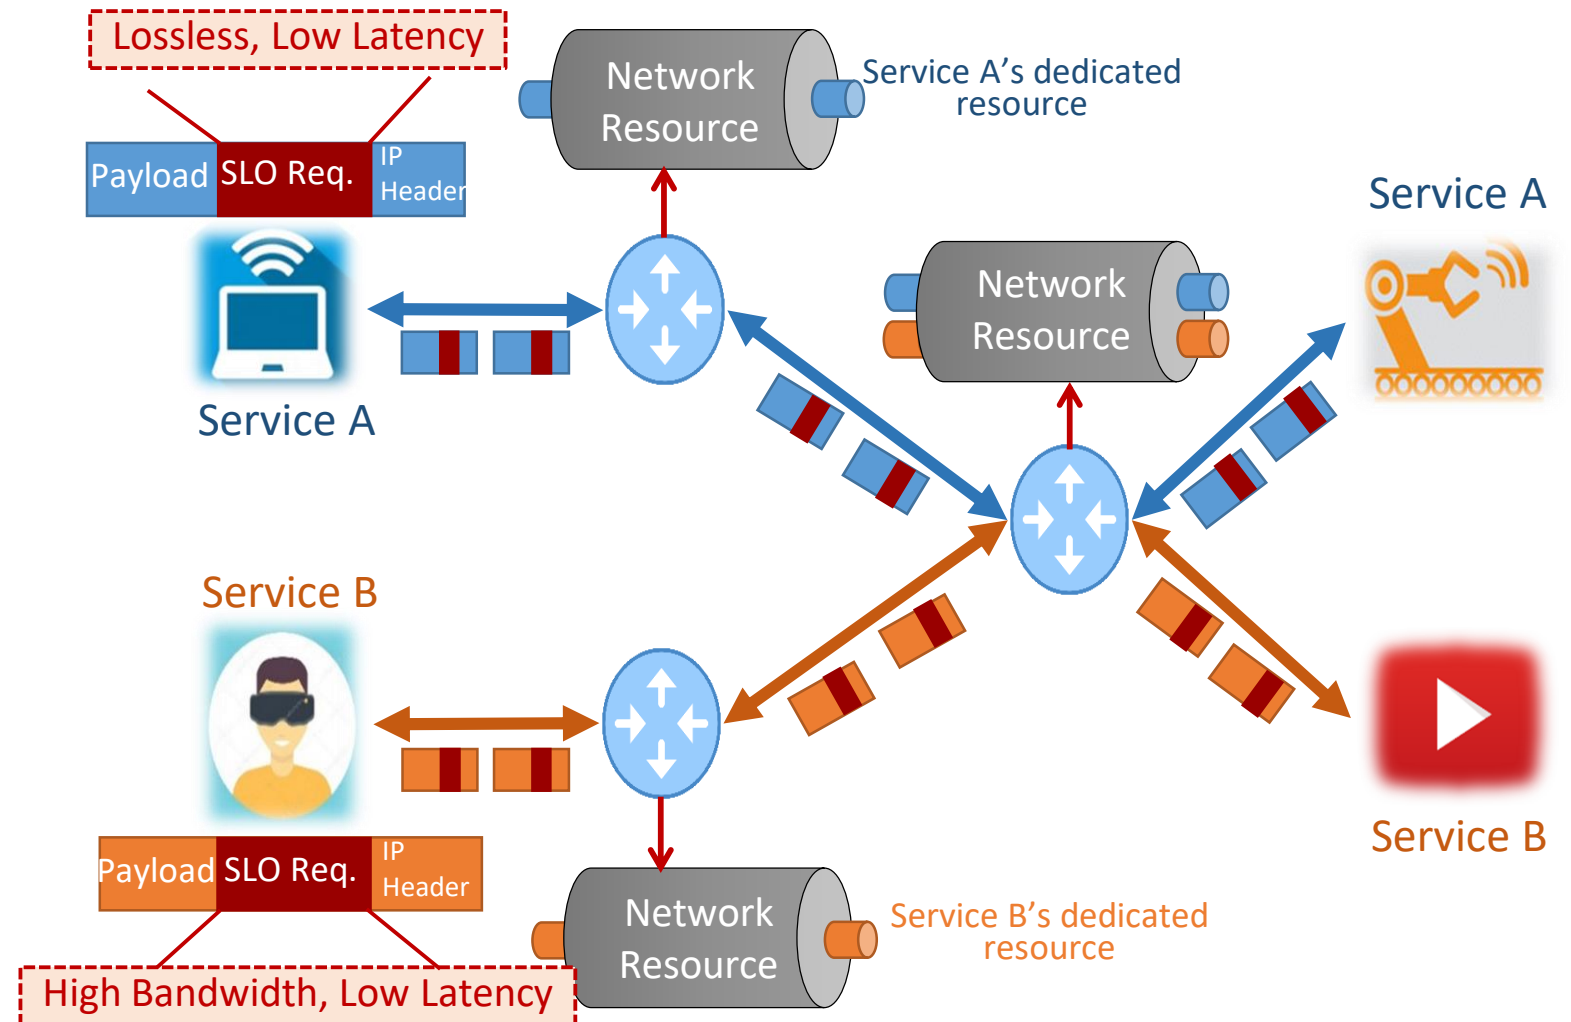 Lossless, Low Latency
Payload
SLO Req.
IP
Header
Service A
Network
Resource
Service A's dedicated
resource
Network
Resource
Service A
Service B
Payload
SLO Req.
IP
Header
High Bandwidth, Low Latency
Network
Resource
Service B's dedicated
resource
Service B